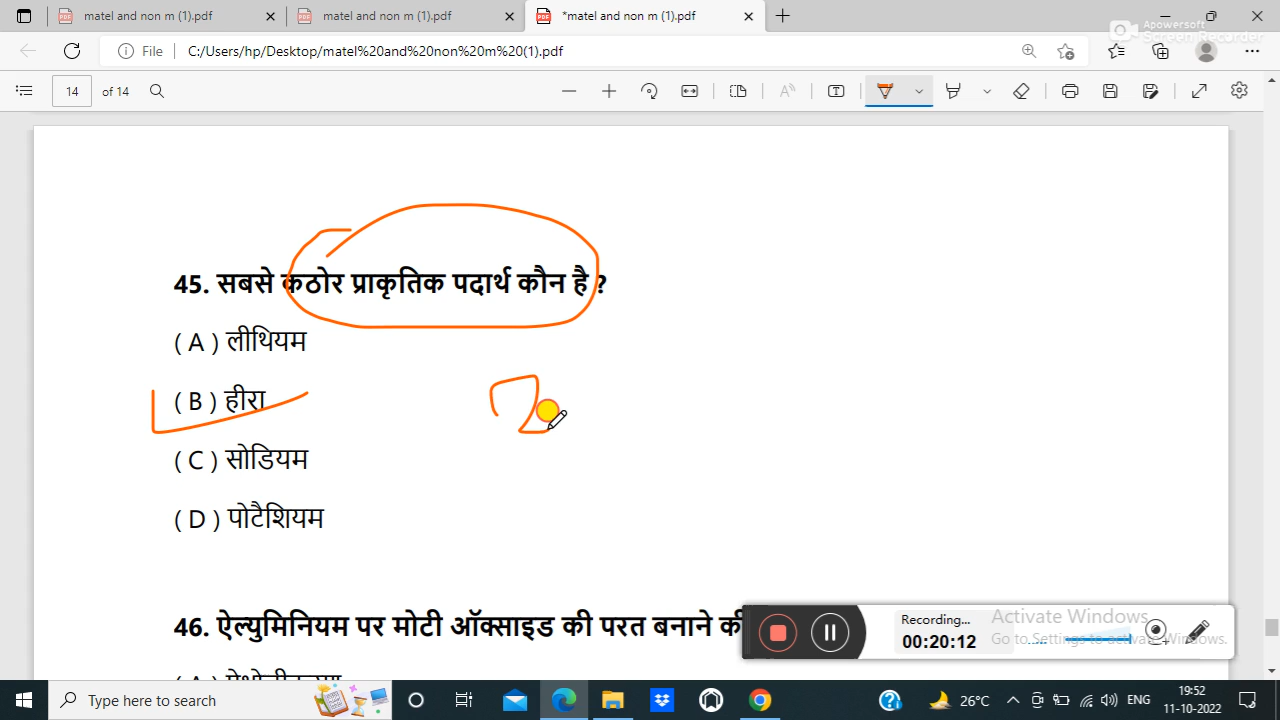 matel and non m (1).pdf
matel and non m (1).pdf
*matel and non m (1).pdf
Apowersoft
Screen Recorder
File
C:/Users/hp/Desktop/matel%20and%20non%20m%20(1).pdf
14
of 14
45. सबसे कठोर प्राकृतिक पदार्थ कौन है ?
( A ) लीथियम
( B ) हीरा
( C ) सोडियम
( D ) पोटैशियम
46. ऐल्युमिनियम पर मोटी ऑक्साइड की परत बनाने की
Recording...
00:20:12
Activate Windows
Go to Settings to activate Windows.
Type here to search
26°C
ENG
19:52
11-10-2022